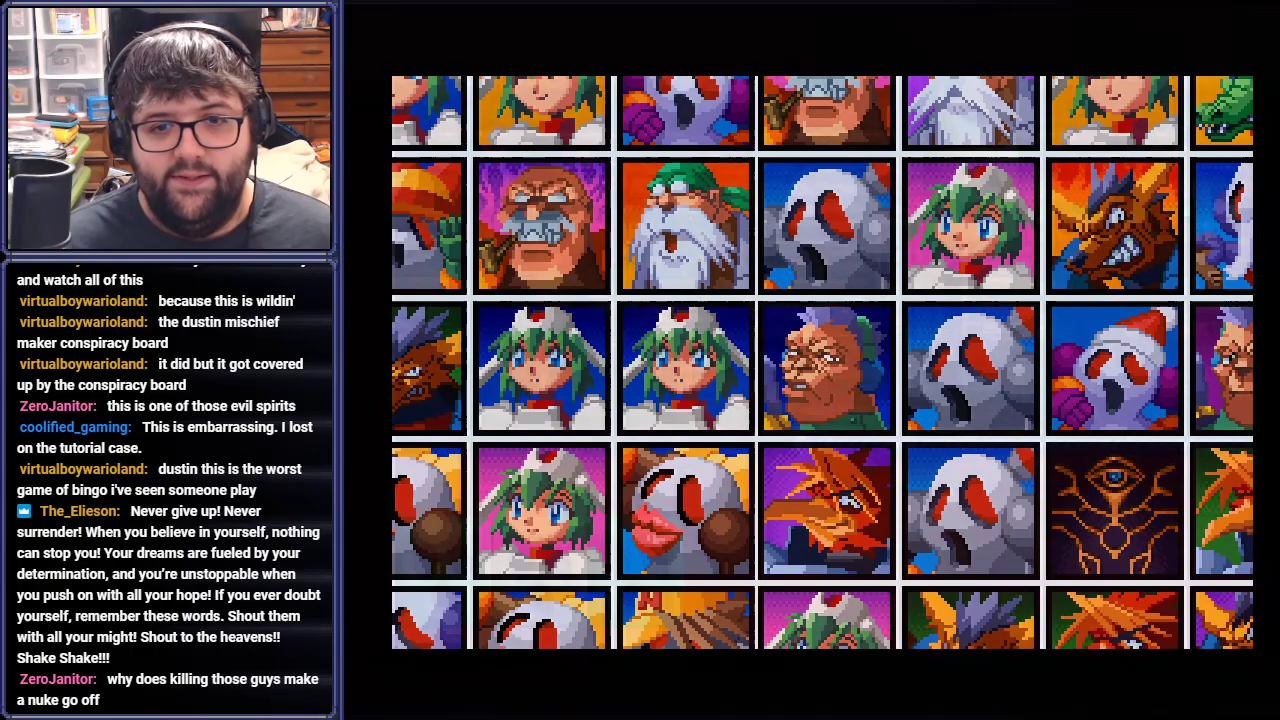 and watch all of this
virtualboywarioland: because this is wildin'
virtualboywarioland: the dustin mischief
maker conspiracy board
virtualboywarioland: it did but it got covered
up by the conspiracy board
ZeroJanitor: this is one of those evil spirits
coolified_gaming: This is embarrassing. I lost
on the tutorial case.
virtualboywarioland: dustin this is the worst
game of bingo i've seen someone play
The_Elieson: Never give up! Never
surrender! When you believe in yourself, nothing
can stop you! Your dreams are fueled by your
determination, and you're unstoppable when
you push on with all your hope! If you ever doubt
yourself, remember these words. Shout them
with all your might! Shout to the heavens!!
Shake Shake!!!
ZeroJanitor: why does killing those guys make
a nuke go off